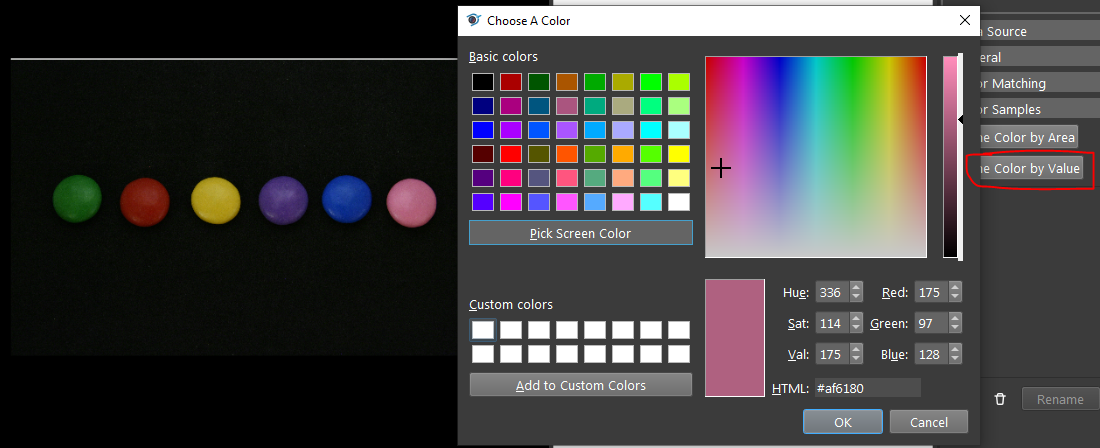 Choose A Color
Basic colors
Pick Screen Color
Custom colors
Add to Custom Colors
Hue: 336
Red: 175
Sat: 114
Green: 97
Val: 175
Blue: 128
HTML: #af6180
OK
Cancel
Source
Matching
Samples
Color by Area
Color by Value
Rename